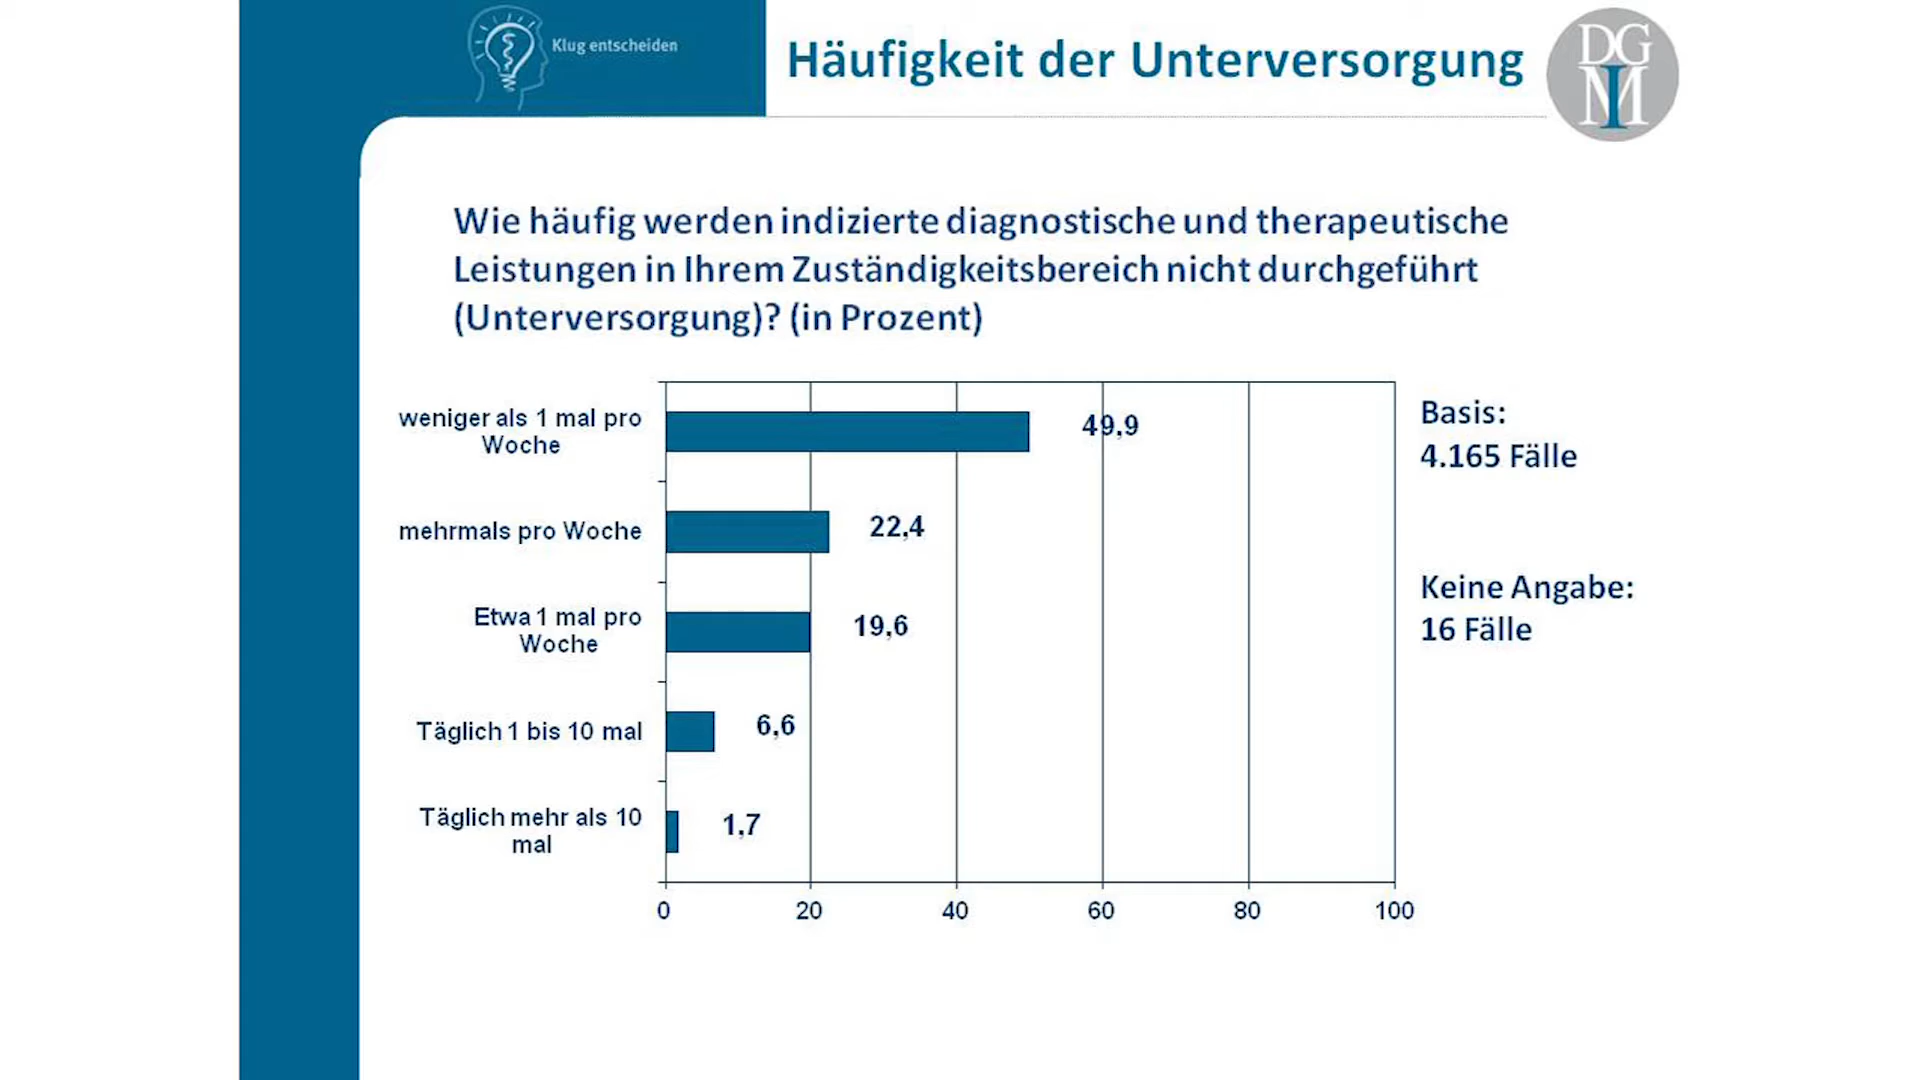 Klug entscheiden
Häufigkeit der Unterversorgung
DG
IM
Wie häufig werden indizierte diagnostische und therapeutische
Leistungen in Ihrem Zuständigkeitsbereich nicht durchgeführt
(Unterversorgung)? (in Prozent)
weniger als 1 mal pro
Woche
49,9
mehrmals pro Woche
22,4
Etwa 1 mal pro
Woche
19,6
Täglich 1 bis 10 mal
6,6
Täglich mehr als 10
mal
1,7
0 20 40 60 80 100
Basis:
4.165 Fälle
Keine Angabe:
16 Fälle